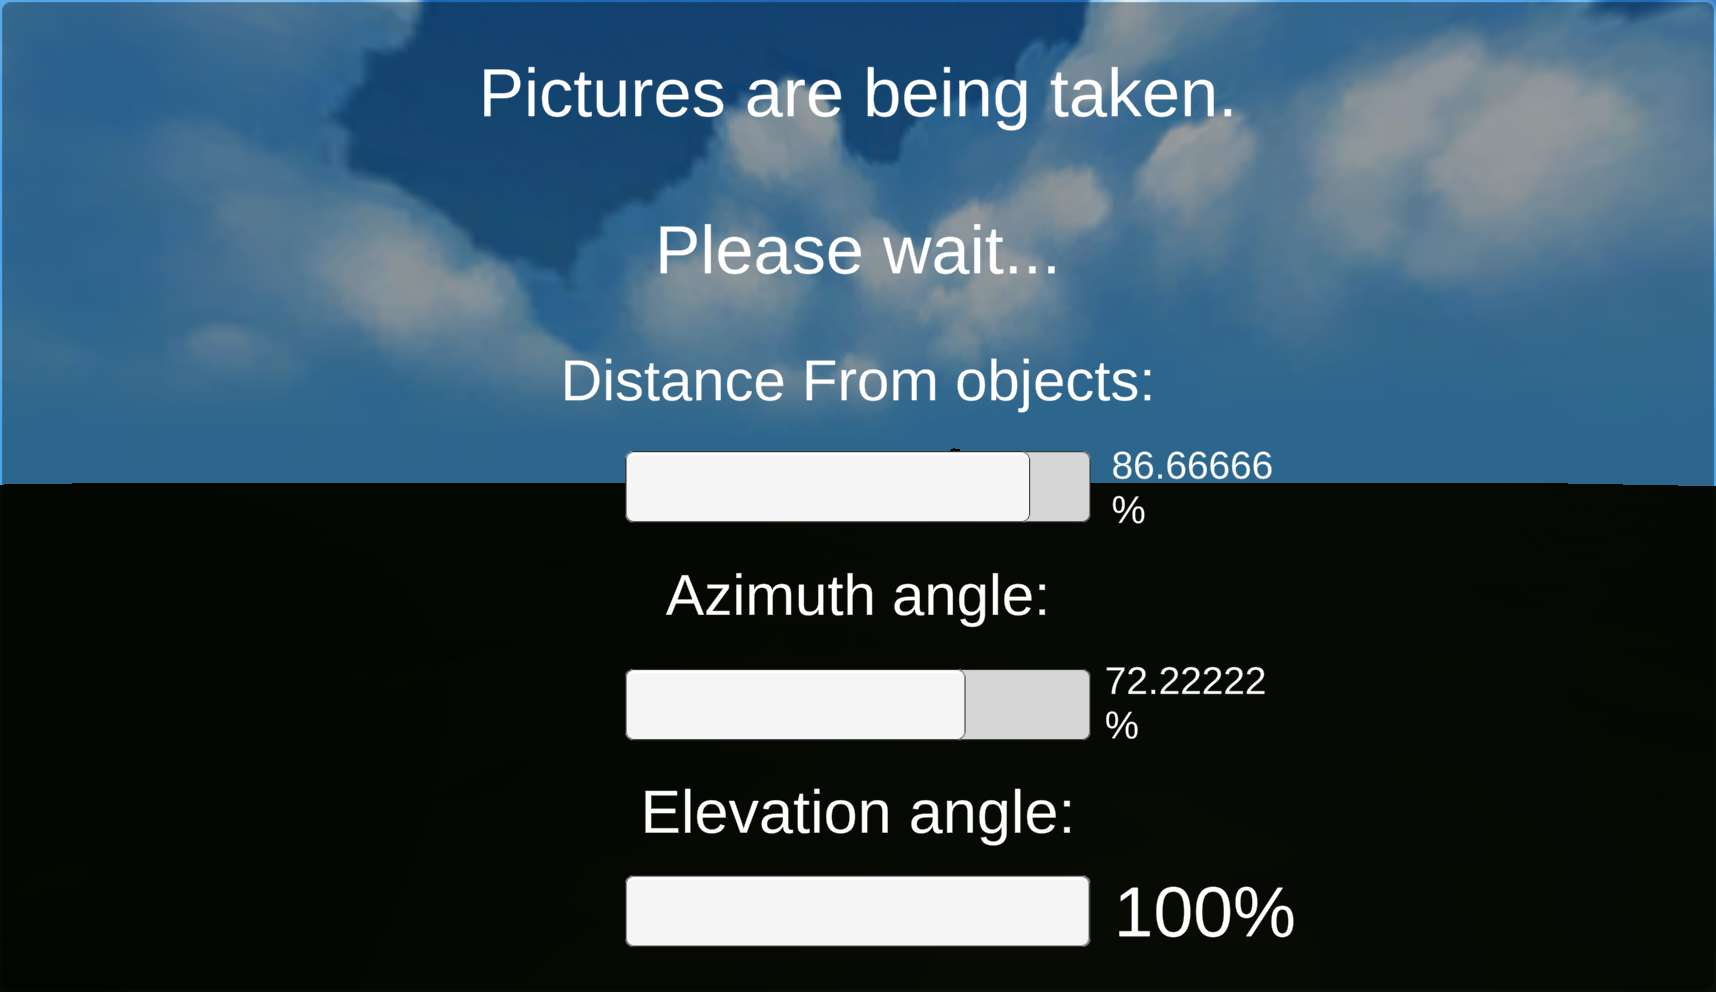 Pictures are being taken.
Please wait...
Distance From objects:
86.66666
%
Azimuth angle:
72.22222
%
Elevation angle:
100%